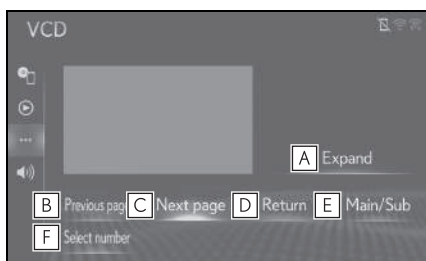 VCD
A Expand
B Previous page C Next page D Return E Main/Sub
F Select number